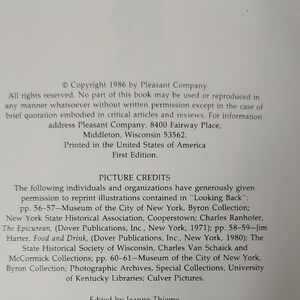 © Copyright 1986 by Pleasant Company
All rights reserved. No part of this book may be used or reproduced in
any manner whatsoever without written permission except in the case of
brief quotation embodied in critical articles and reviews. For information
address Pleasant Company, 8400 Fairway Place,
Middleton, Wisconsin 53562.
Printed in the United States of America
First Edition.
PICTURE CREDITS
The following individuals and organizations have generously given
permission to reprint illustrations contained in "Looking Back":
pp. 56-57—Museum of the City of New York, Byron Collection;
New York State Historical Association, Cooperstown; Charles Ranhofer,
The Epicurean, (Dover Publications, Inc., New York, 1971); pp. 58-59—Jim
Harter, Food and Drink, (Dover Publications, Inc., New York, 1980); The
State Historical Society of Wisconsin, Charles Van Schaick and
McCormick Collections; pp. 60-61—Museum of the City of New York,
Byron Collection; Photographic Archives, Special Collections, University
of Kentucky Libraries; Culver Pictures.
Edited by Jeanne Thieme